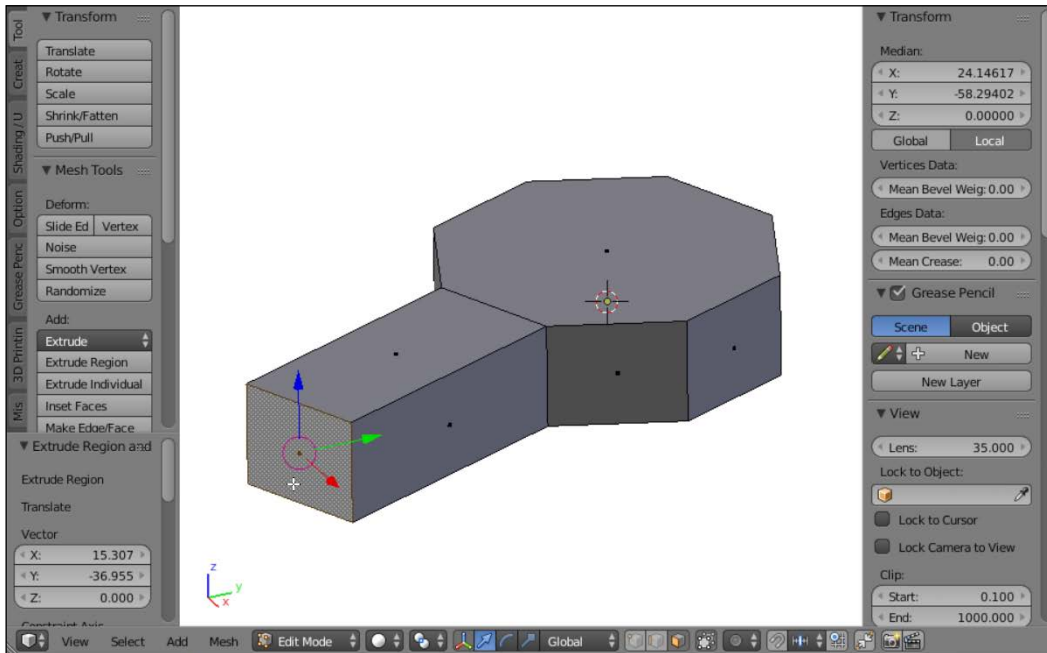 Tool
Creat
Shading / U
Option
Grease Penc
3D Printin
Mis
Transform
Translate
Rotate
Scale
Shrink/Fatten
Push/Pull
Mesh Tools
Deform:
Slide Ed Vertex
Noise
Smooth Vertex
Randomize
Add:
Extrude
Extrude Region
Extrude Individual
Inset Faces
Make Edge/Face
Extrude Region and
Extrude Region
Translate
Vector
X: 15.307
Y: -36.955
Z: 0.000
Constraint Axis
z
y
x
Transform
Median:
X: 24.14617
Y: -58.29402
Z: 0.00000
Global Local
Vertices Data:
Mean Bevel Weig: 0.00
Edges Data:
Mean Bevel Weig: 0.00
Mean Crease: 0.00
Grease Pencil
Scene Object
New
New Layer
View
Lens: 35.000
Lock to Object:
Lock to Cursor
Lock Camera to View
Clip:
Start: 0.100
End: 1000.000
View Select Add Mesh Edit Mode Global